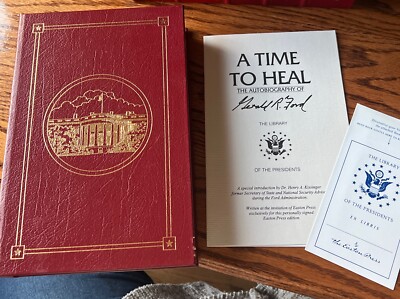 A TIME
TO HEAL
THE AUTOBIOGRAPHY OF
Gerald R. Ford
THE LIBRARY
OF THE PRESIDENTS
A special introduction by Dr. Henry A. Kissinger
former Secretary of State and National Security Advisor
during the Ford Administration.
Written at the invitation of Easton Press
exclusively for this personally signed
Easton Press edition.
THE LIBRARY
OF THE PRESIDENTS
EX LIBRIS
The Easton Press